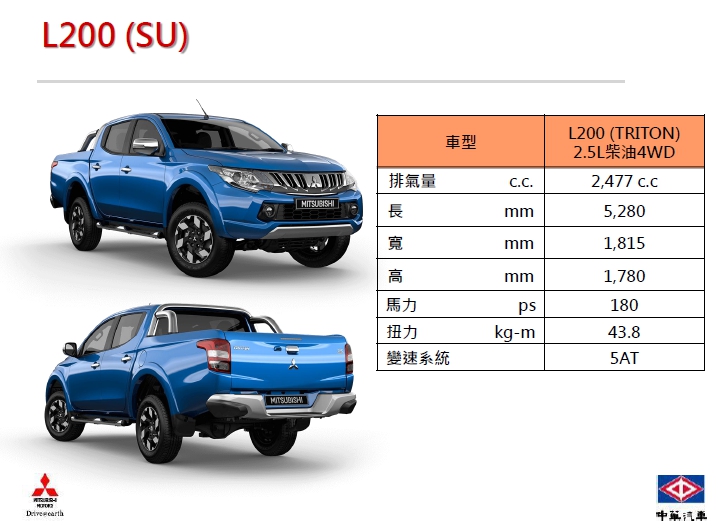 L200 (SU)
車型 L200 (TRITON)
2.5L柴油4WD
排氣量 c.c. 2,477 c.c
長 mm 5,280
寬 mm 1,815
高 mm 1,780
馬力 ps 180
扭力 kg-m 43.8
變速系統 5AT
MITSUBISHI
MITSUBISHI
MITSUBISHI
MOTORS
Drive@earth
中華汽車